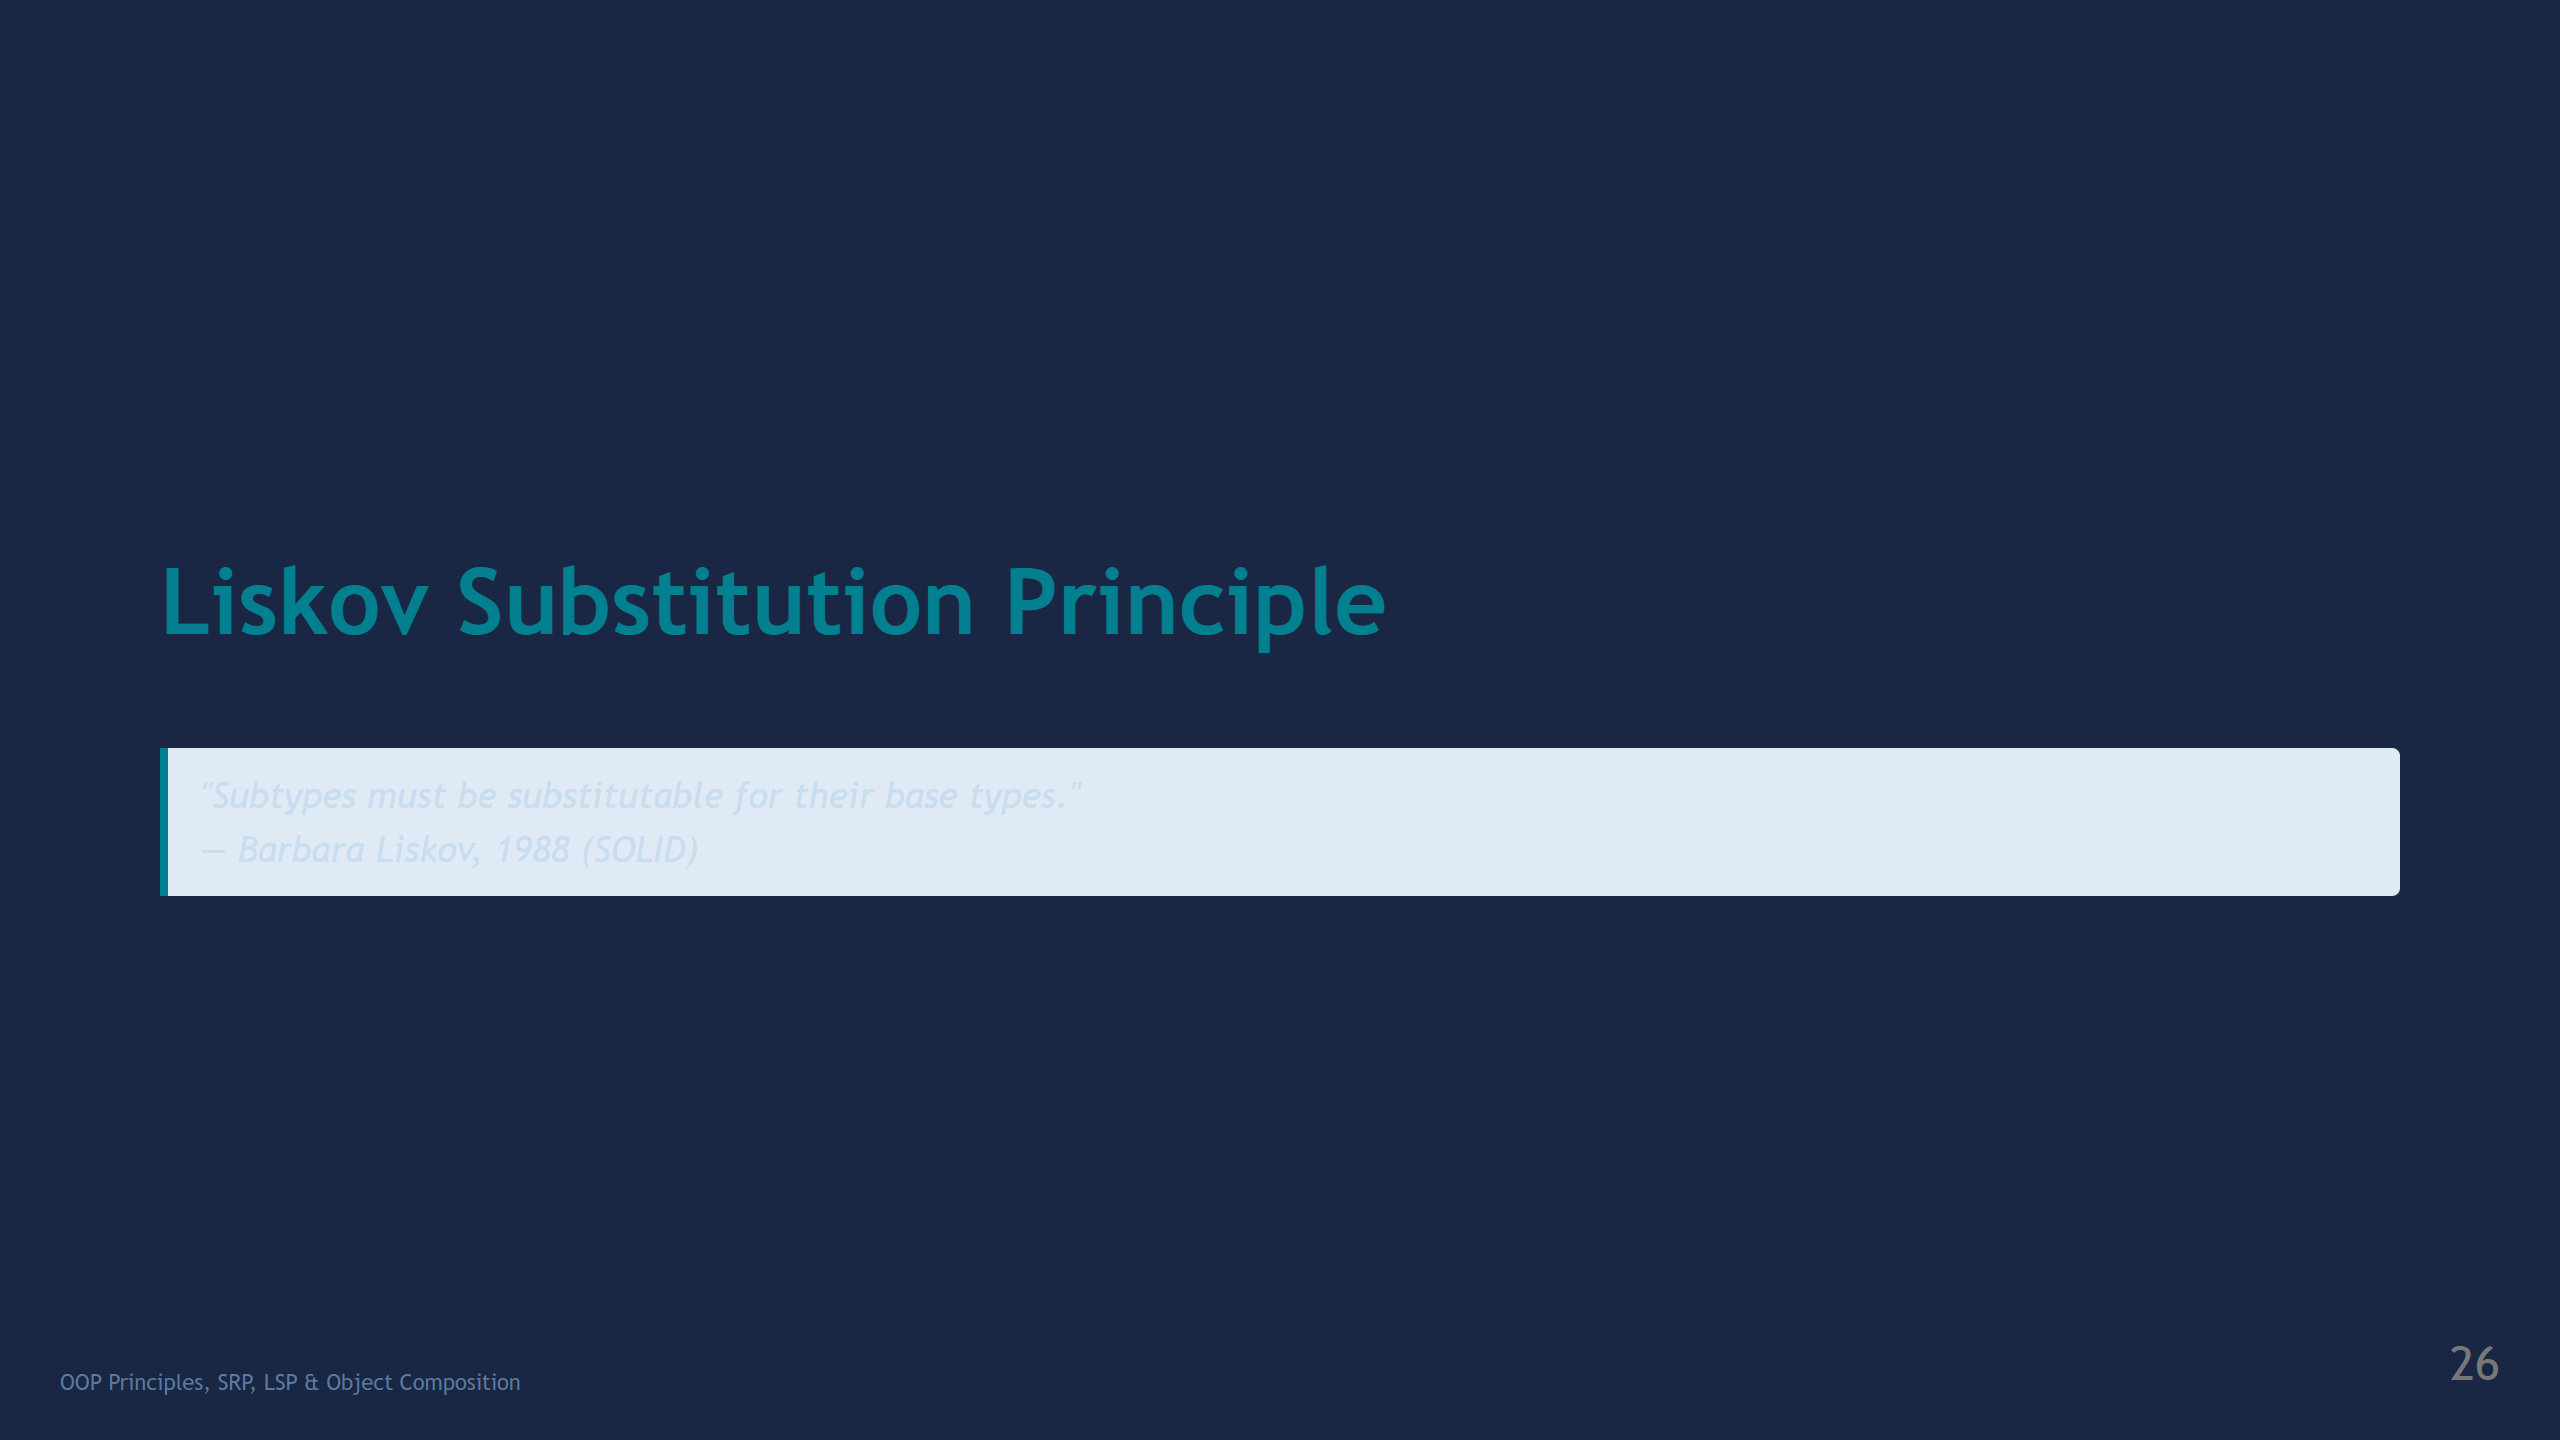 Liskov Substitution Principle
"Subtypes must be substitutable for their base types."
— Barbara Liskov, 1988 (SOLID)
OOP Principles, SRP, LSP & Object Composition
26